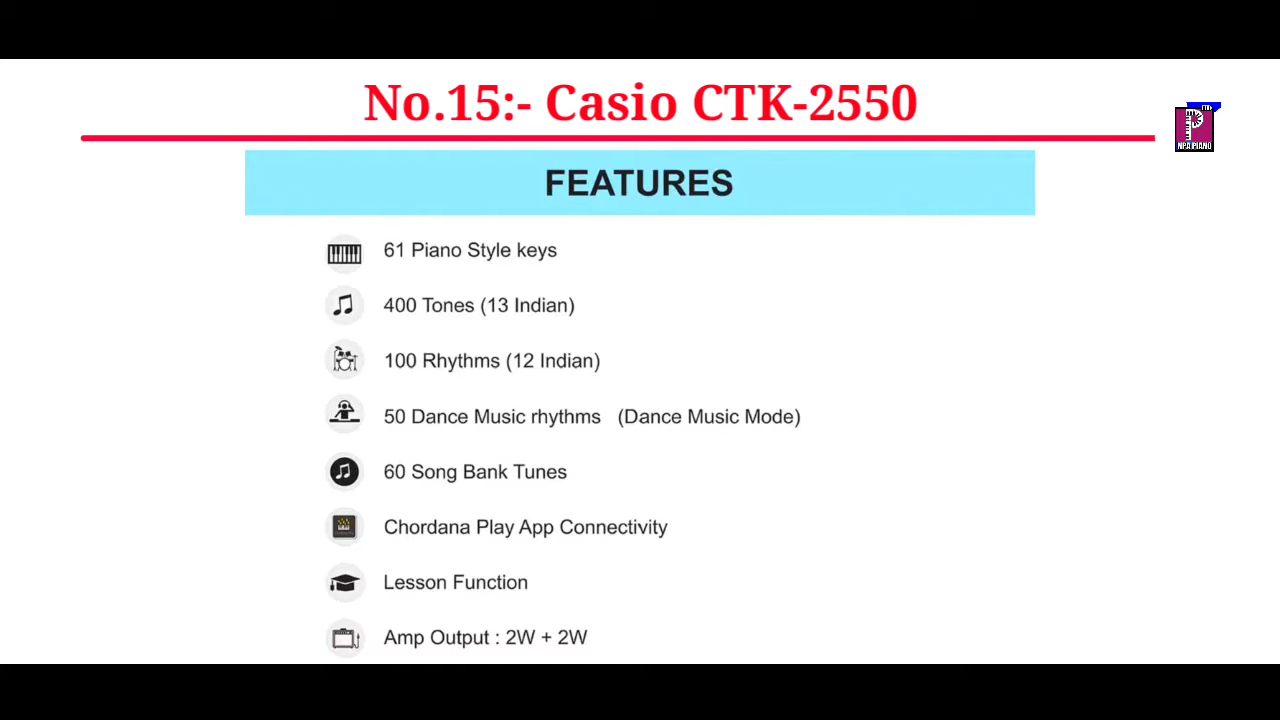 No.15:- Casio CTK-2550
FEATURES
61 Piano Style keys
400 Tones (13 Indian)
100 Rhythms (12 Indian)
50 Dance Music rhythms (Dance Music Mode)
60 Song Bank Tunes
Chordana Play App Connectivity
Lesson Function
Amp Output : 2W + 2W
NPA PIANO